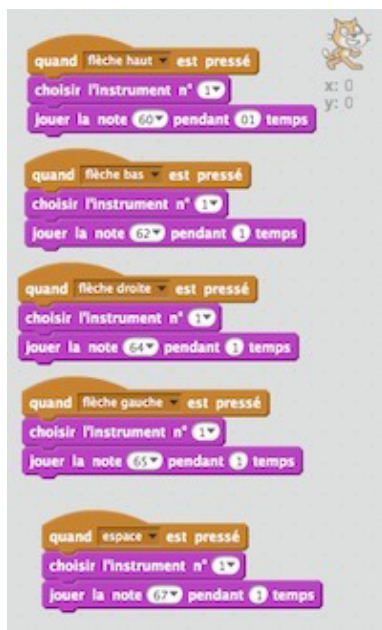 quand flèche haut est pressé
x: 0
choisir l'instrument n° 1
y: 0
jouer la note 60 pendant 01 temps
quand flèche bas est pressé
choisir l'instrument n° 1
jouer la note 62 pendant 1 temps
quand flèche droite est pressé
choisir l'instrument n° 1
jouer la note 64 pendant 1 temps
quand flèche gauche est pressé
choisir l'instrument n° 1
jouer la note 65 pendant 1 temps
quand espace est pressé
choisir l'instrument n° 1
jouer la note 67 pendant 1 temps